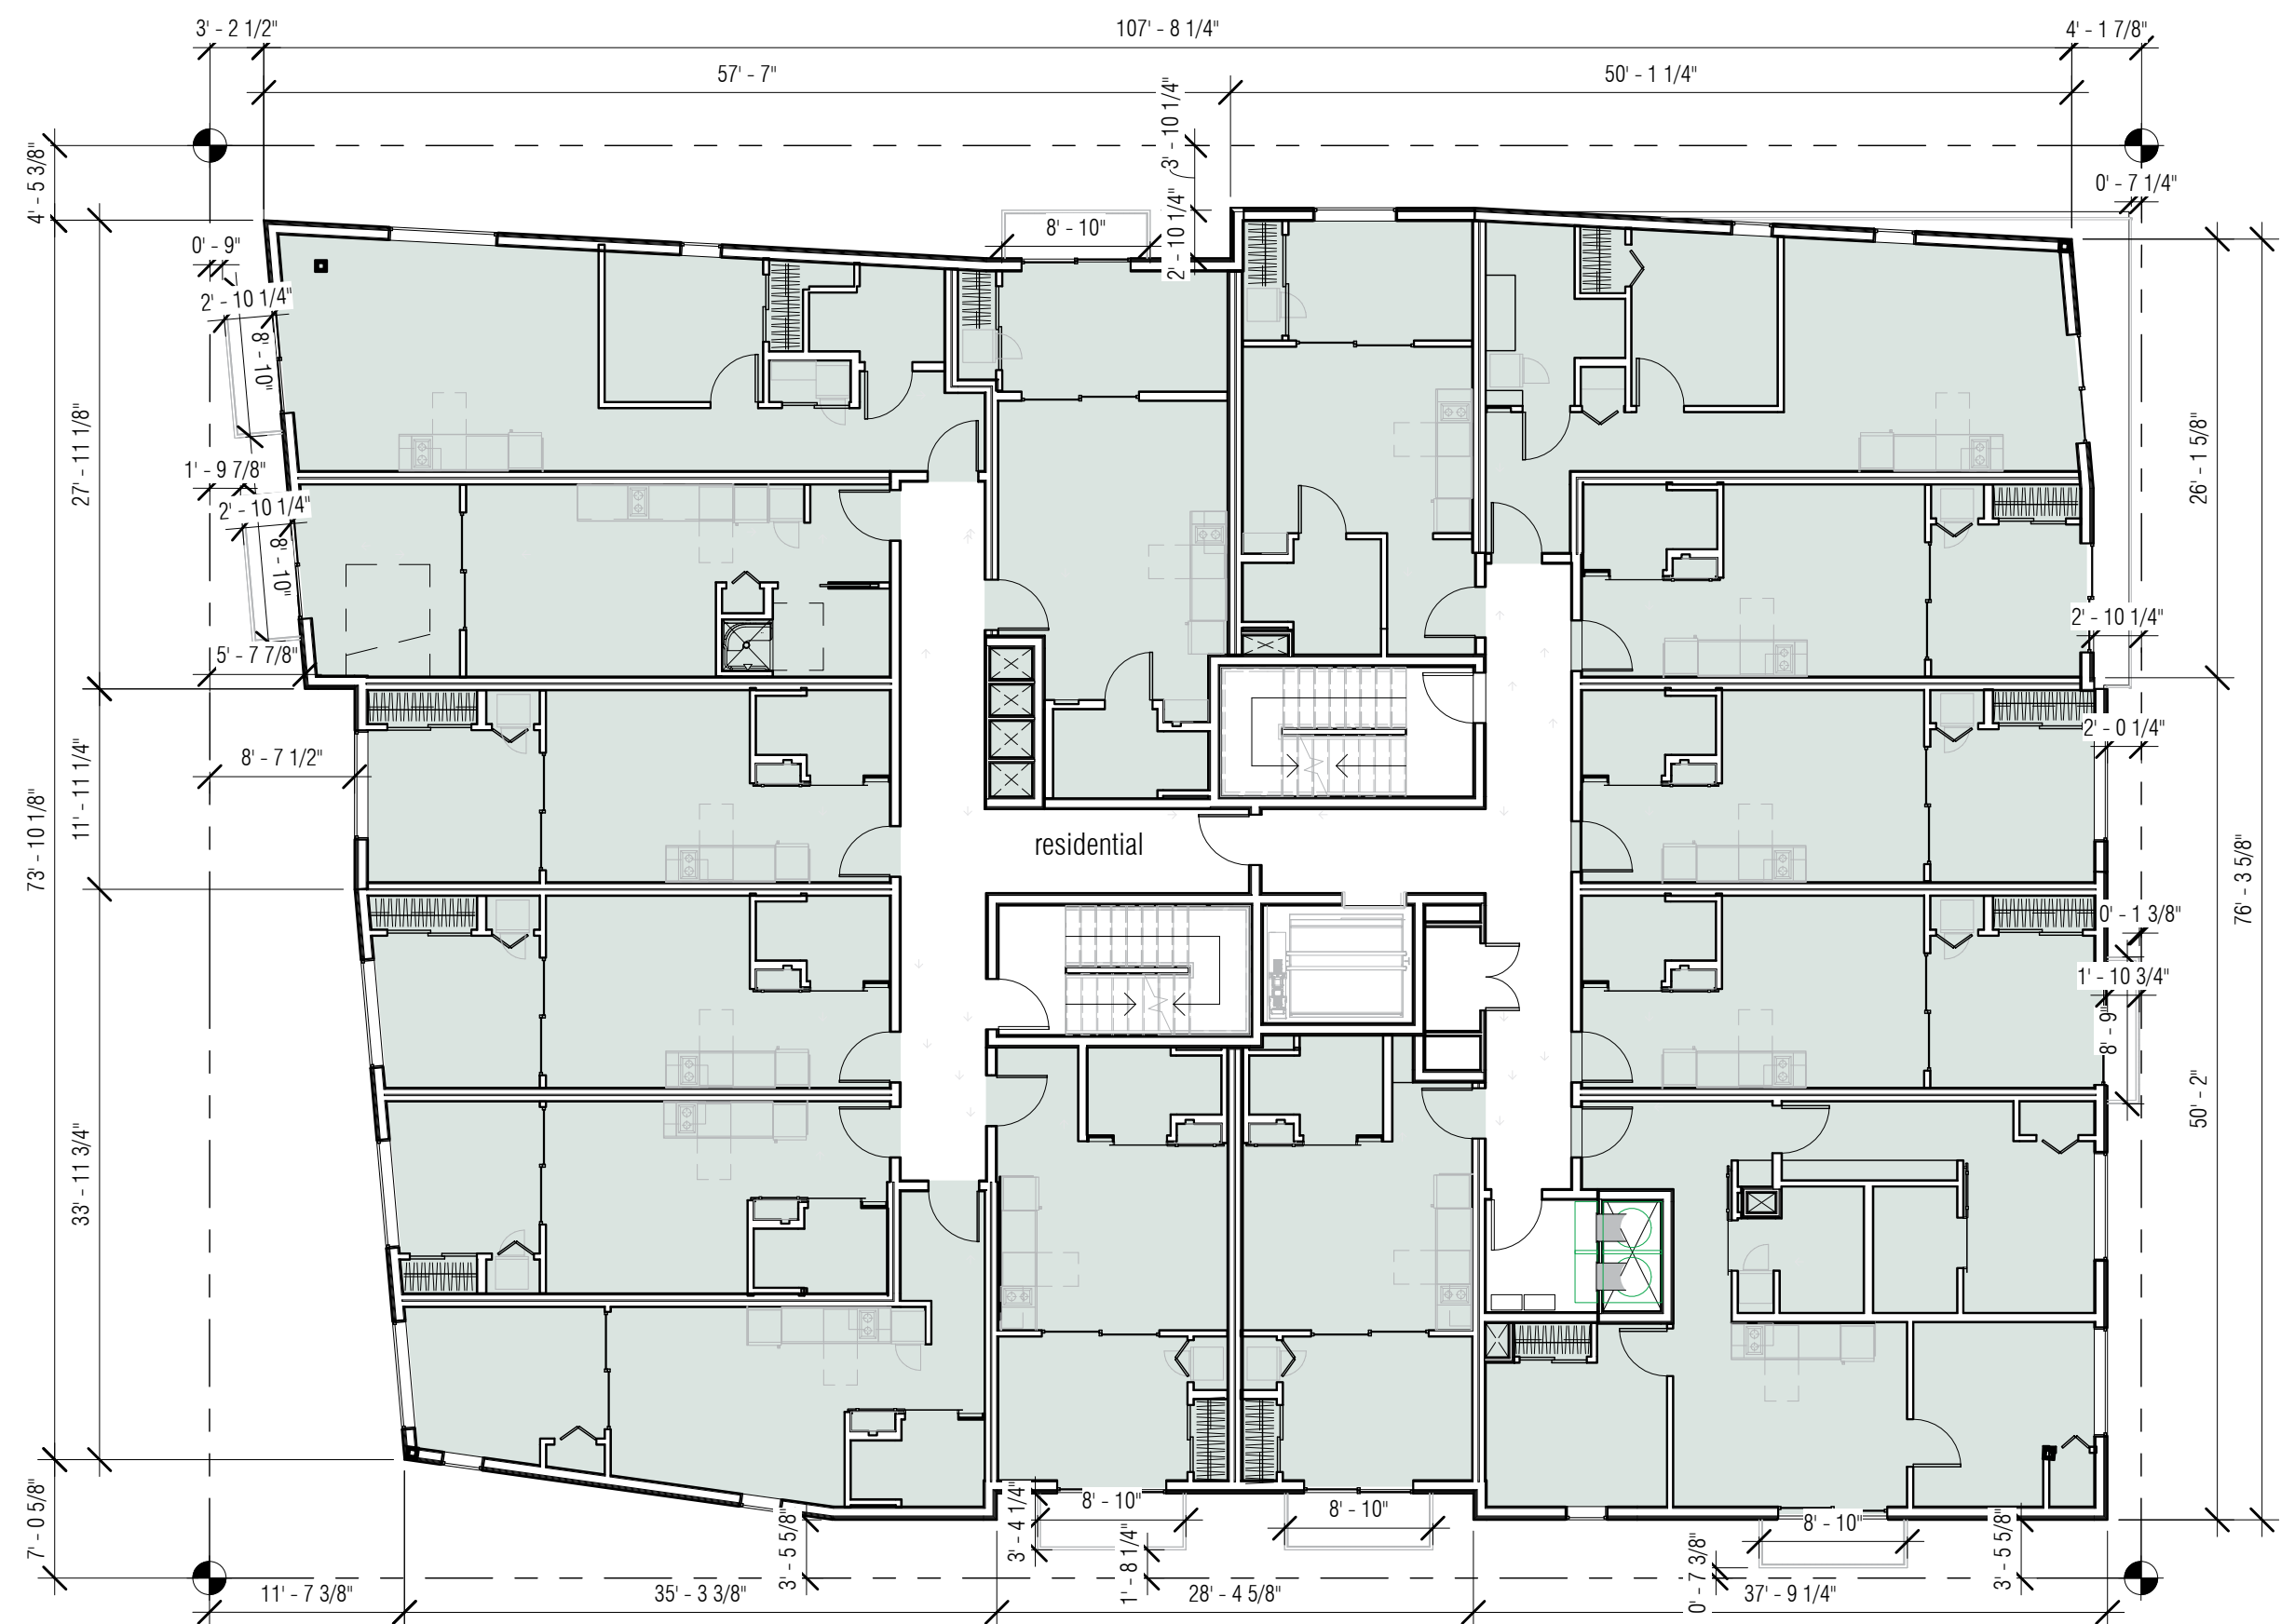 3' - 2 1/2"
107' - 8 1/4"
4' - 1 7/8"
57' - 7"
50' - 1 1/4"
3' - 10 1/4"
4' - 5 3/8"
0' - 7 1/4"
2' - 10 1/4"
8' - 10"
0' - 9"
2' - 10 1/4"
8' - 10"
27' - 11 1/8"
26' - 1 5/8"
1' - 9 7/8"
2' - 10 1/4"
8' - 10"
2' - 10 1/4"
5' - 7 7/8"
2' - 0 1/4"
8' - 7 1/2"
11' - 11 1/4"
73' - 10 1/8"
residential
76' - 3 5/8"
0' - 1 3/8"
1' - 10 3/4"
8' - 9"
50' - 2"
33' - 11 3/4"
7' - 0 5/8"
3' - 5 5/8"
3' - 4 1/4"
8' - 10"
1' - 8 1/4"
8' - 10"
8' - 10"
0' - 7 3/8"
3' - 5 5/8"
11' - 7 3/8"
35' - 3 3/8"
28' - 4 5/8"
37' - 9 1/4"